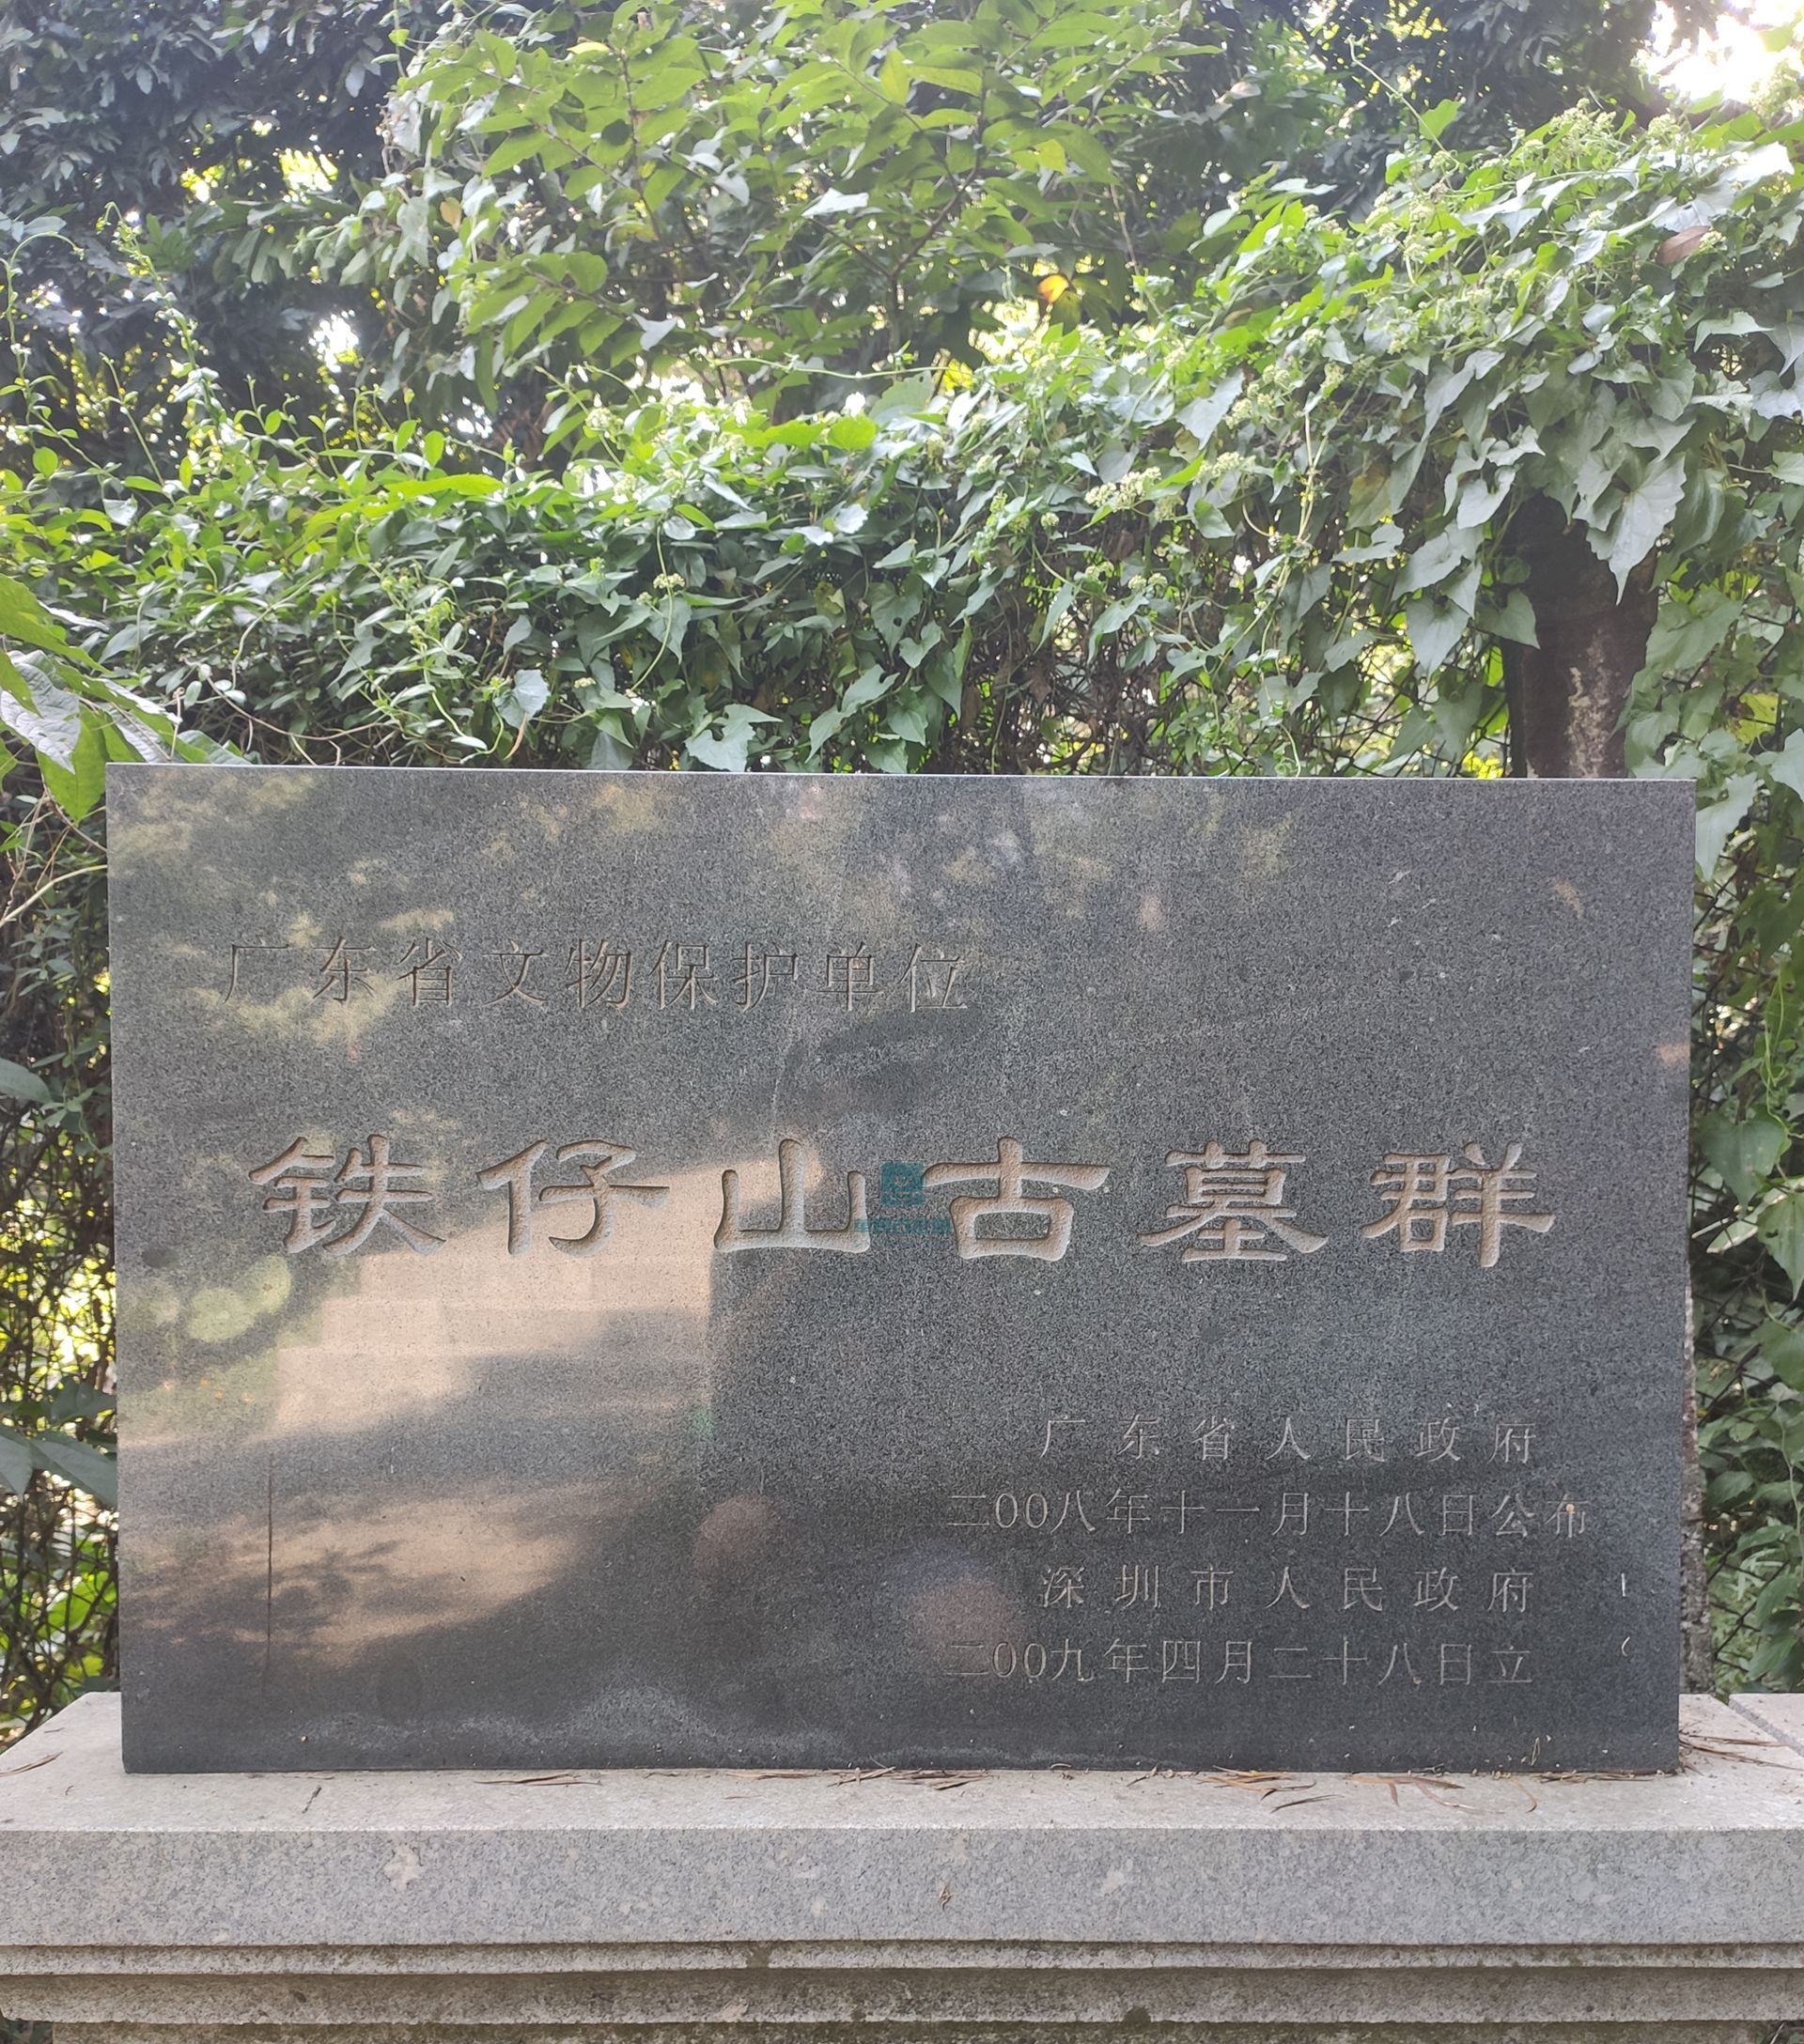 广东省文物保护单位
铁仔山古墓群
广东省人民政府
二00八年十一月十八日公布
深圳市人民政府
二00九年四月二十八日立